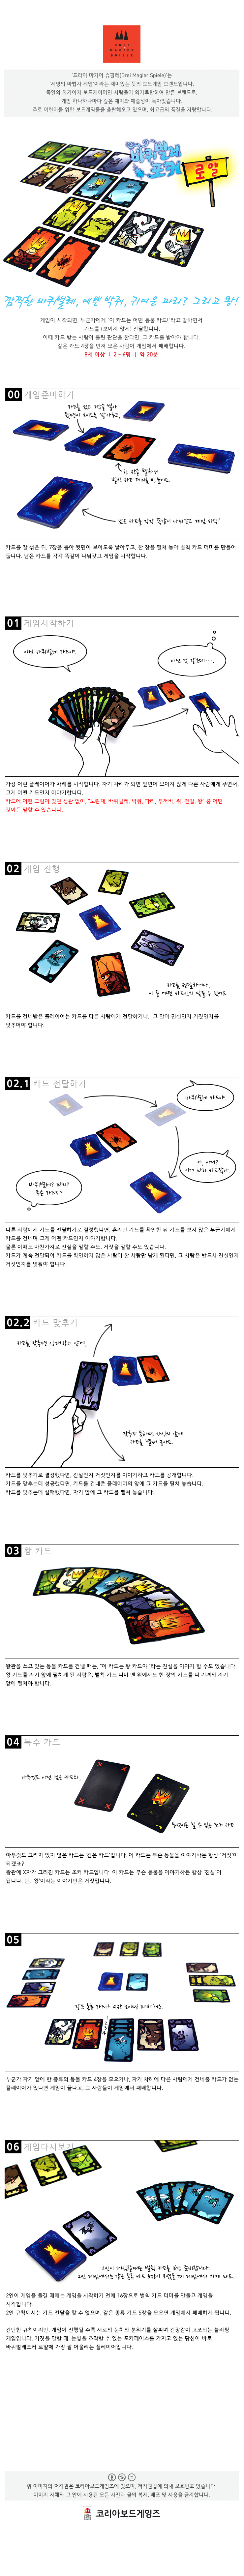 DREI
MAGIER
SPIELE
'드라이 마기어 슈필레(Drei Magier Spiele)'는
'세명의 마법사 게임'이라는 재미있는 뜻의 보드게임 브랜드입니다.
독일의 최고이자 보드게이머인 사람들이 의기투합하여 만든 브랜드로,
게임 하나하나마다 깊은 재미와 예술성이 녹아있습니다.
주로 어린이를 위한 보드게임들을 출판해오고 있으며, 최고급의 품질을 자랑합니다.
바퀴벌레
포커
로얄
깜찍한 바퀴벌레, 예쁜 박쥐, 귀여운 파리? 그리고 왕!
게임이 시작되면, 누군가에게 "이 카드는 어떤 동물 카드!"라고 말하면서
카드를 (보이지 않게) 전달합니다.
이때 카드 받는 사람이 틀린 판단을 한다면, 그 카드를 받아야 합니다.
같은 카드 4장을 먼저 모은 사람이 게임에서 패배합니다.
8세 이상 | 2 - 6명 | 약 20분
00 게임준비하기
카드를 섞은 뒤, 7장을 뽑아 뒷면이 보이도록 쌓아두고, 한 장을 펼쳐 놓아 벌칙 카드 더미를 만들어
둡니다. 남은 카드를 각각 똑같이 나눠갖고 게임을 시작합니다.
01 게임시작하기
이건 바퀴벌레 카드야.
가장 어린 플레이어가 차례를 시작합니다. 자기 차례가 되면 앞면이 보이지 않게 다른 사람에게 주면서,
그게 어떤 카드인지 이야기합니다.
카드에 어떤 그림이 있던 상관 없이, "노린재, 바퀴벌레, 박쥐, 파리, 두꺼비, 쥐, 전갈, 왕" 중 어떤
것이든 말할 수 있습니다.
02 게임 진행
카드를 건네받은 플레이어는 카드를 다른 사람에게 전달하거나, 그 말이 진실인지 거짓인지를
맞추어야 합니다.
02.1 카드 전달하기
바퀴벌레 카드야.
다른 사람에게 카드를 전달하기로 결정했다면, 혼자만 카드를 확인한 뒤 카드를 보지 않은 누군가에게
카드를 건네며 그게 어떤 카드인지 이야기합니다.
물론 이때도 마찬가지로 진실을 말할 수도, 거짓을 말할 수도 있습니다.
카드가 계속 전달되어 카드를 확인하지 않은 사람이 한 사람만 남게 된다면, 그 사람은 반드시 진실인지
거짓인지를 맞춰야 합니다.
02.2 카드 맞추기
카드를 맞추면 상대방의 앞에,
카드를 맞추기로 결정했다면, 진실인지 거짓인지를 이야기하고 카드를 공개합니다.
카드를 맞추는데 성공했다면, 카드를 건네준 플레이어의 앞에 그 카드를 펼쳐 놓습니다.
카드를 맞추는데 실패했다면, 자기 앞에 그 카드를 펼쳐 놓습니다.
03 왕 카드
왕관을 쓰고 있는 동물 카드를 건넬 때는, "이 카드는 왕 카드야."라는 진실을 이야기 할 수도 있습니다.
왕 카드를 자기 앞에 펼치게 된 사람은, 벌칙 카드 더미 맨 위에서도 한 장의 카드를 더 가져와 자기
앞에 펼쳐야 합니다.
04 특수 카드
아무것도 그려져 있지 않은 카드는 '검은 카드'입니다. 이 카드는 무슨 동물을 이야기하든 항상 '거짓'이
되겠죠?
왕관에 X자가 그려진 카드는 조커 카드입니다. 이 카드는 무슨 동물을 이야기하든 항상 '진실'이
됩니다. 단, '왕'이라는 이야기만은 거짓입니다.
05
같은 동물 카드가 4장 모이면 패배해요.
누군가 자기 앞에 한 종류의 동물 카드 4장을 모으거나, 자기 차례에 다른 사람에게 건네줄 카드가 없는
플레이어가 있다면 게임이 끝나고, 그 사람들이 게임에서 패배합니다.
06 게임다시보기
2인이 게임을 즐길 때에는 게임을 시작하기 전에 16장으로 벌칙 카드 더미를 만들고 게임을
시작합니다.
2인 규칙에서는 카드 전달을 할 수 없으며, 같은 종류 카드 5장을 모으면 게임에서 패배하게 됩니다.
간단한 규칙이지만, 게임이 진행될 수록 서로의 눈치와 분위기를 살피며 긴장감이 고조되는 블러핑
게임입니다. 거짓을 말할 때, 눈빛을 조작할 수 있는 포커페이스를 가지고 있는 당신이 바로
바퀴벌레포커 로얄에 가장 잘 어울리는 플레이어입니다.
위 이미지의 저작권은 코리아보드게임즈에 있으며, 저작권법에 의해 보호받고 있습니다.
이미지 자체와 그 안에 사용된 모든 사진과 글의 복제, 배포 및 사용을 금지합니다.
코리아보드게임즈